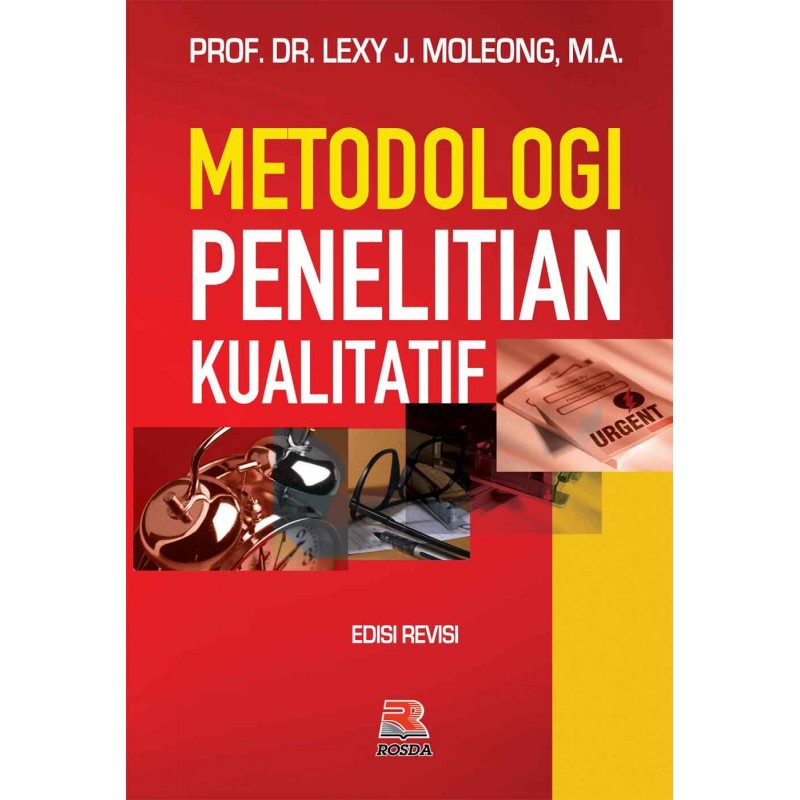 PROF. DR. LEXY J. MOLEONG, M.A.
METODOLOGI
PENELITIAN
KUALITATIF
URGENT
EDISI REVISI
ROSDA